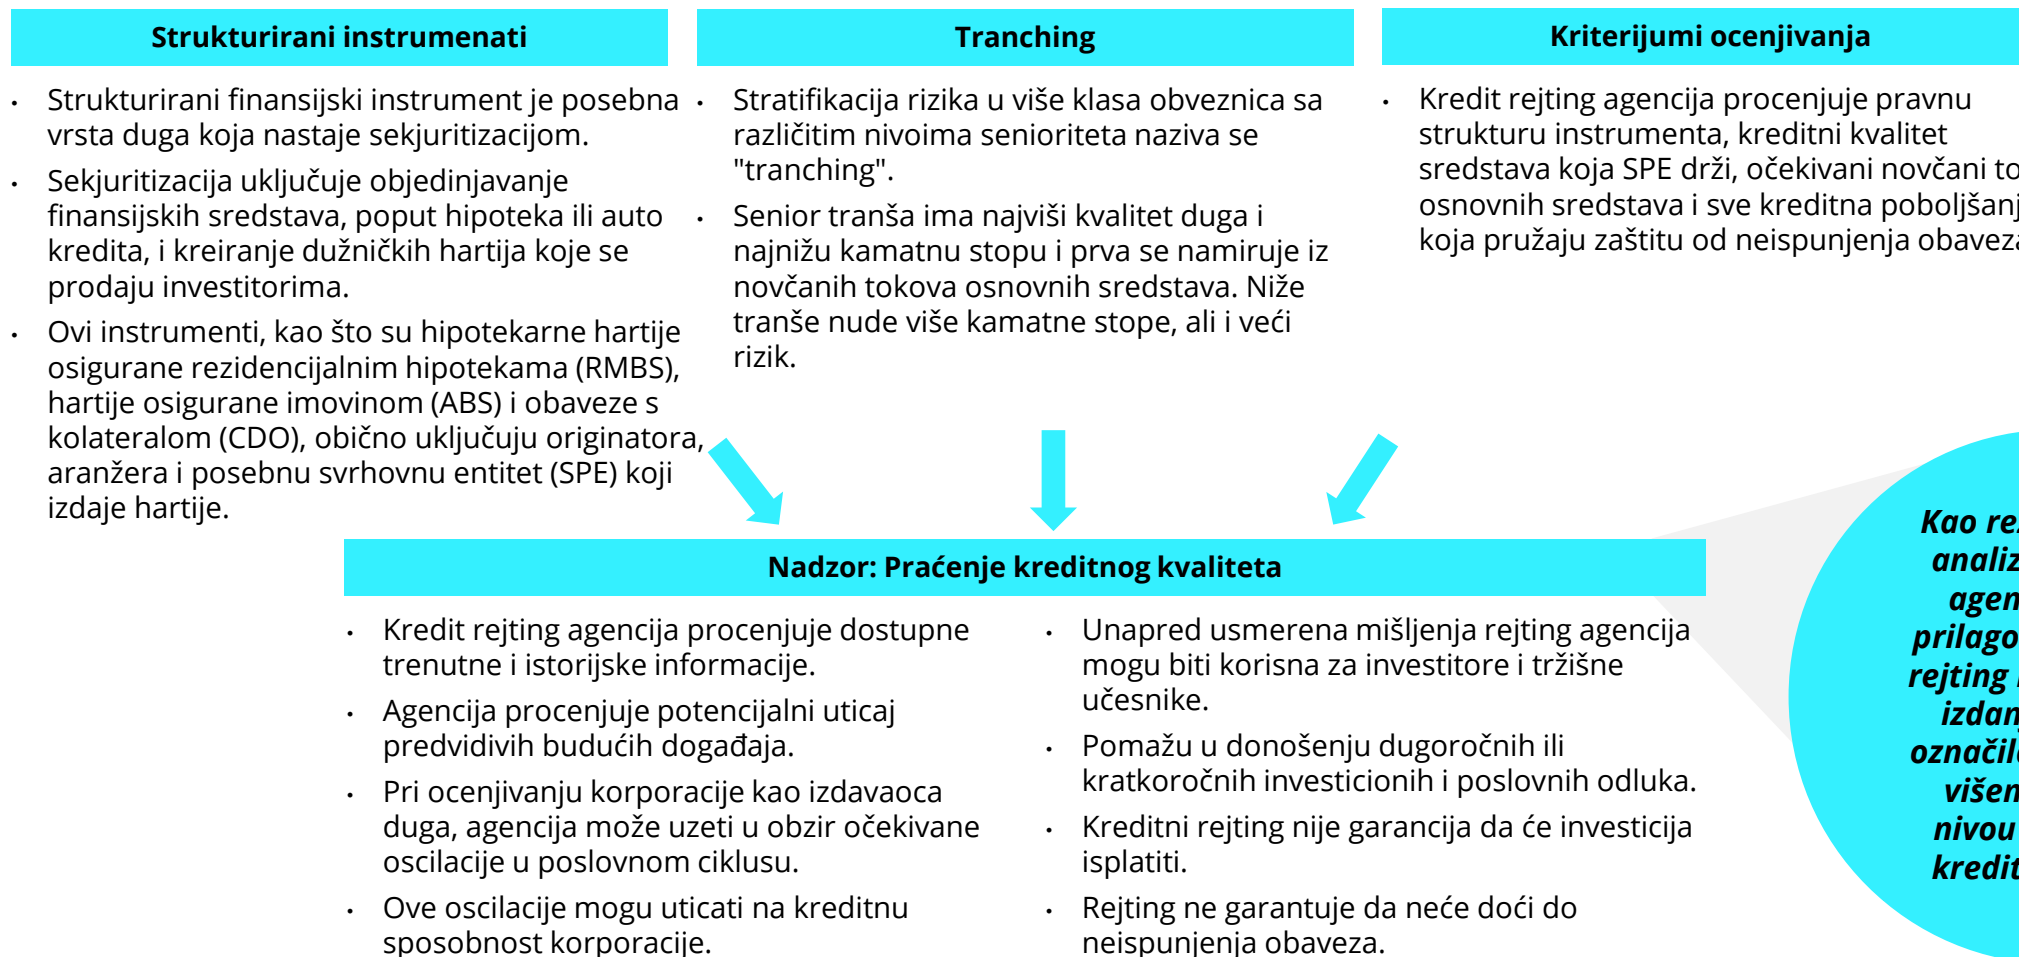 Strukturirani instrumenati
• Strukturirani finansijski instrument je posebna
vrsta duga koja nastaje sekjuritizacijom.
• Sekjuritizacija uključuje objedinjavanje
finansijskih sredstava, poput hipoteka ili auto
kredita, i kreiranje dužničkih hartija koje se
prodaju investitorima.
• Ovi instrumenti, kao što su hipotekarne hartije
osigurane rezidencijalnim hipotekama (RMBS),
hartije osigurane imovinom (ABS) i obaveze s
kolateralom (CDO), obično uključuju originatora,
aranžera i posebnu svrhovnu entitet (SPE) koji
izdaje hartije.
Tranching
• Stratifikacija rizika u više klasa obveznica sa
različitim nivoima senioriteta naziva se
"tranching".
• Senior tranša ima najviši kvalitet duga i
najnižu kamatnu stopu i prva se namiruje iz
novčanih tokova osnovnih sredstava. Niže
tranše nude više kamatne stope, ali i veći
rizik.
Kriterijumi ocenjivanja
• Kredit rejting agencija procenjuje pravnu
strukturu instrumenta, kreditni kvalitet
sredstava koja SPE drži, očekivani novčani
osnovnih sredstava i sve kreditna
koja pružaju zaštitu od neispunjenja
Nadzor: Praćenje kreditnog kvaliteta
• Kredit rejting agencija procenjuje dostupne
trenutne i istorijske informacije.
• Agencija procenjuje potencijalni uticaj
predvidivih budućih događaja.
• Pri ocenjivanju korporacije kao izdavaoca
duga, agencija može uzeti u obzir očekivane
oscilacije u poslovnom ciklusu.
• Ove oscilacije mogu uticati na kreditnu
sposobnost korporacije.
• Unapred usmerena mišljenja rejting agencija
mogu biti korisna za investitore i tržišne
učesnike.
• Pomažu u donošenju dugoročnih ili
kratkoročnih investicionih i poslovnih odluka.
• Kreditni rejting nije garancija da će investicija
isplatiti.
• Rejting ne garantuje da neće doći do
neispunjenja obaveza.
Kao
rejting
nivou